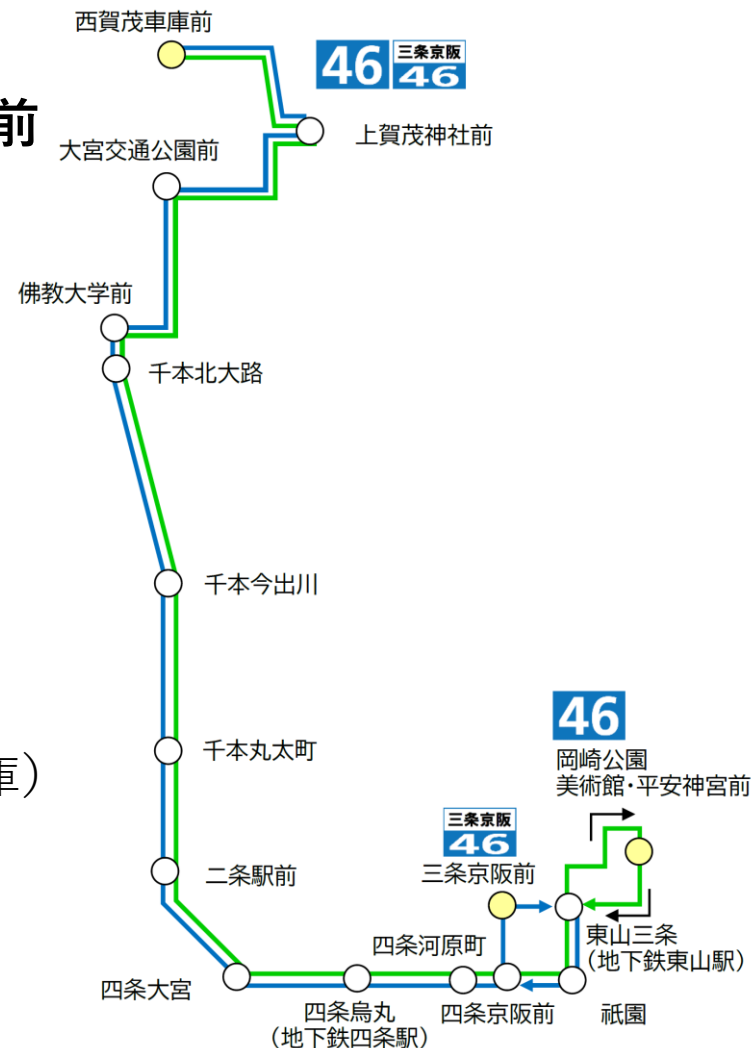 西賀茂車庫前
46 三条京阪 46
前
上賀茂神社前
大宮交通公園前
佛教大学前
千本北大路
千本今出川
46
千本丸太町
岡崎公園
美術館・平安神宮前
庫）
三条京阪
46
二条駅前
三条京阪前
四条河原町
東山三条
（地下鉄東山駅）
四条大宮
四条烏丸
（地下鉄四条駅）
四条京阪前
祇園